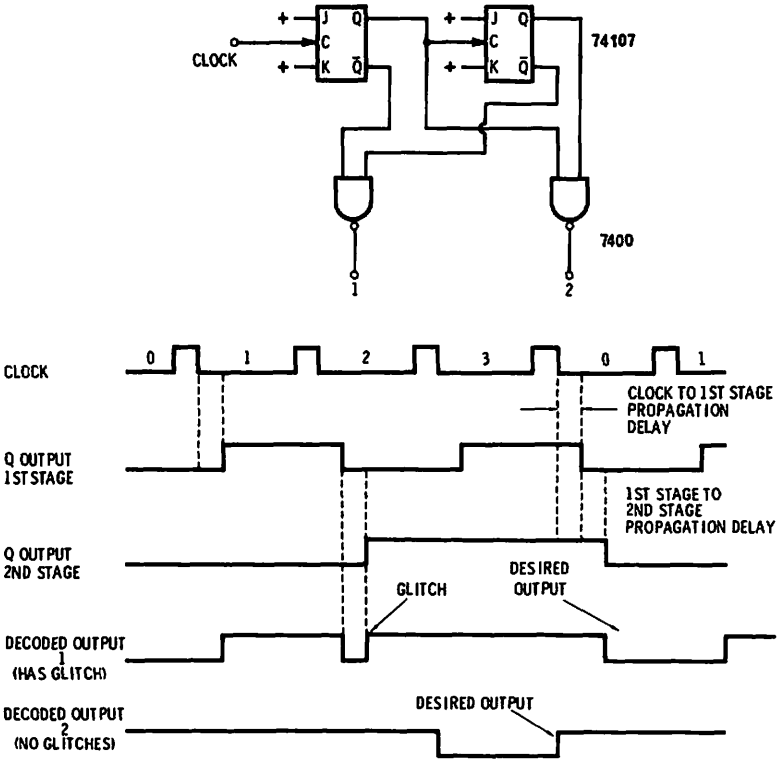 + J Q
C
+ K Q̅
CLOCK
+ J Q
C
+ K Q̅
74107
7400
1
2
CLOCK
0 1 2 3 0 1
CLOCK TO 1ST STAGE
PROPAGATION
DELAY
Q OUTPUT
1ST STAGE
1ST STAGE TO
2ND STAGE
PROPAGATION DELAY
Q OUTPUT
2ND STAGE
GLITCH
DESIRED
OUTPUT
DECODED OUTPUT
1
(HAS GLITCH)
DESIRED OUTPUT
DECODED OUTPUT
2
(NO GLITCHES)